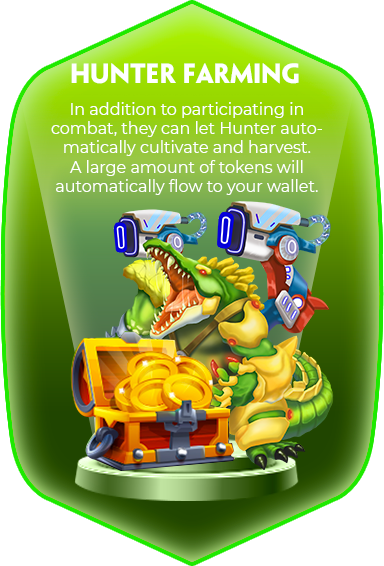 HUNTER FARMING
In addition to participating in
combat, they can let Hunter auto-
matically cultivate and harvest.
A large amount of tokens will
automatically flow to your wallet.